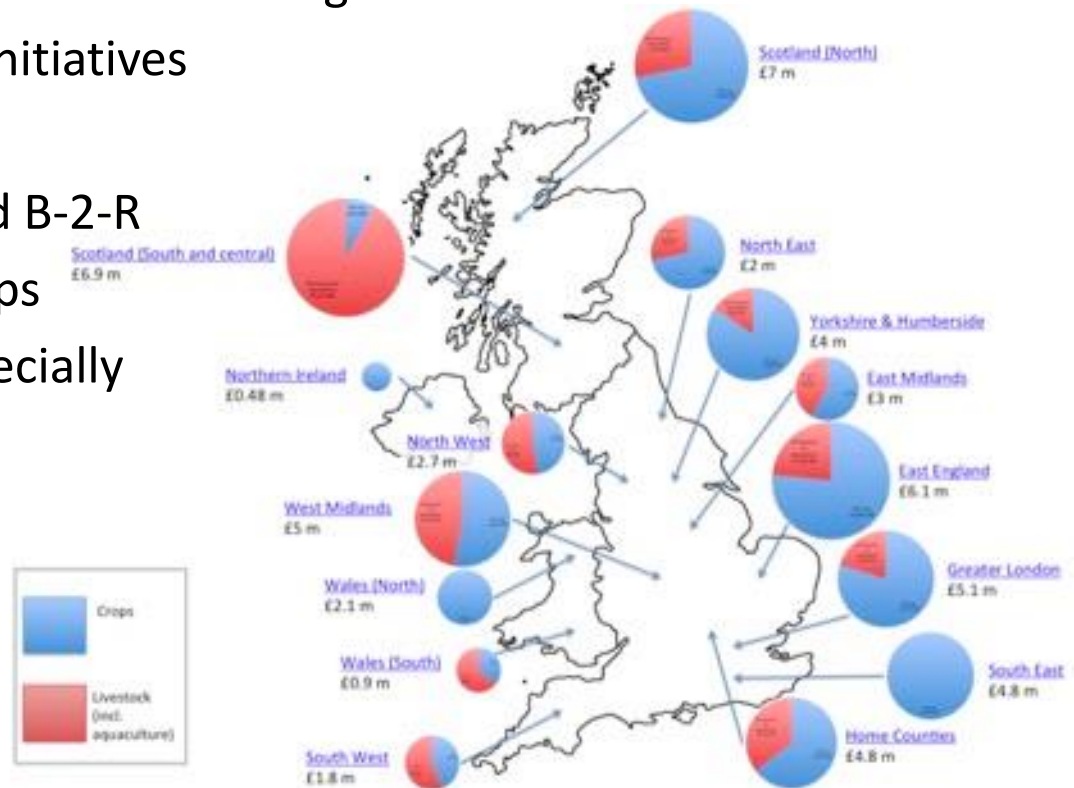 nitiatives
d B-2-R
ps
ecially
Scotland (North)
£7 m
Scotland (South and central)
£6.9 m
North East
£2 m
Yorkshire & Humberside
£4 m
Northern Ireland
£0.48 m
East Midlands
£3 m
North West
£2.7 m
East England
£6.1 m
West Midlands
£5 m
Greater London
£5.1 m
Wales (North)
£2.1 m
Wales (South)
£0.9 m
South East
£4.8 m
Home Counties
£4.8 m
South West
£1.8 m
Crops
Livestock
(incl.
aquaculture)